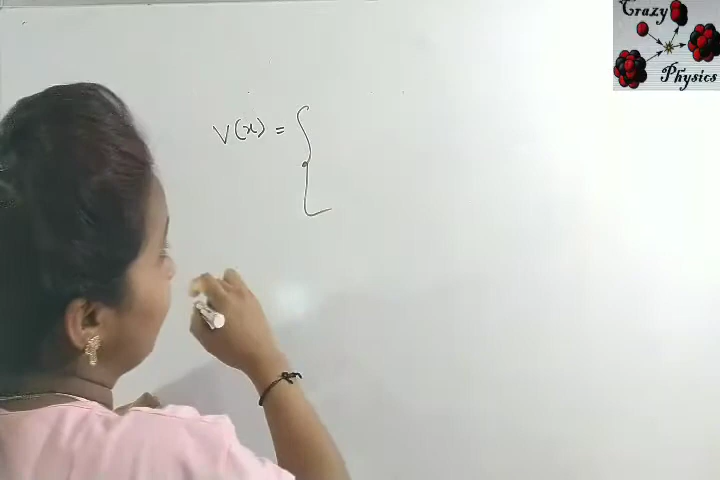 Crazy
Physics
V(x) = {